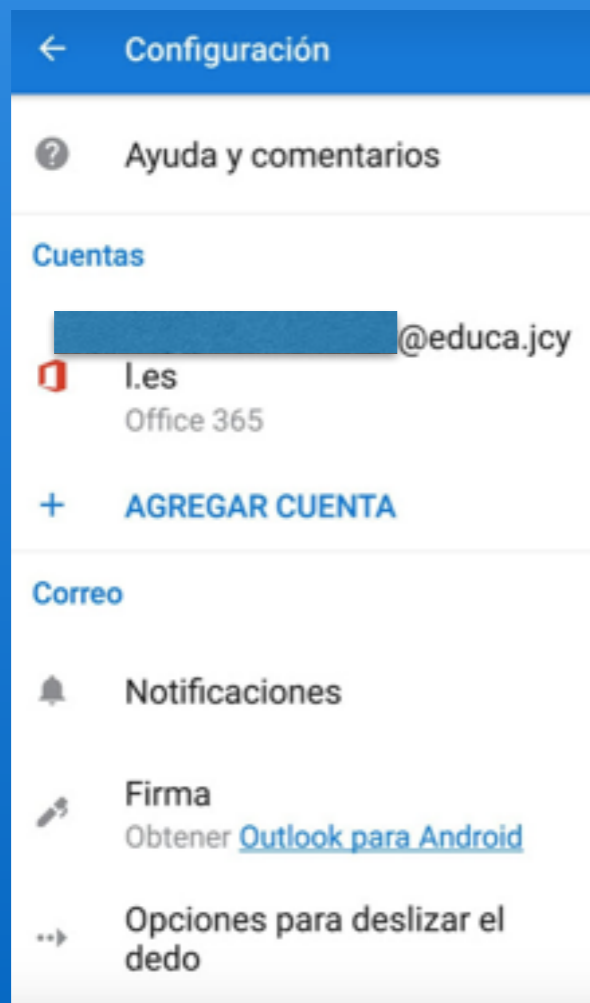 Configuración
Ayuda y comentarios
Cuentas
@educa.jcy
l.es
Office 365
AGREGAR CUENTA
Correo
Notificaciones
Firma
Obtener Outlook para Android
Opciones para deslizar el
dedo